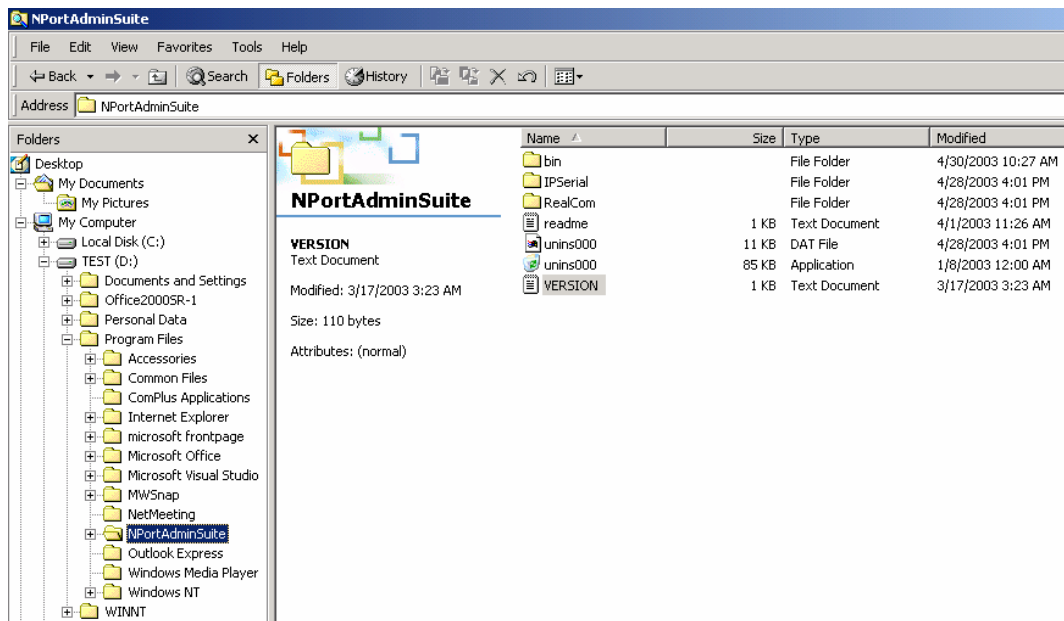 NPortAdminSuite
File Edit View Favorites Tools Help
Back Search Folders History
Address NPortAdminSuite
Folders
Desktop
My Documents
My Pictures
My Computer
Local Disk (C:)
TEST (D:)
Documents and Settings
Office2000SR-1
Personal Data
Program Files
Accessories
Common Files
ComPlus Applications
Internet Explorer
microsoft frontpage
Microsoft Office
Microsoft Visual Studio
MWSnap
NetMeeting
NPortAdminSuite
Outlook Express
Windows Media Player
Windows NT
WINNT
NPortAdminSuite
VERSION
Text Document
Modified: 3/17/2003 3:23 AM
Size: 110 bytes
Attributes: (normal)
Name Size Type Modified
bin File Folder 4/30/2003 10:27 AM
IPSerial File Folder 4/28/2003 4:01 PM
RealCom File Folder 4/28/2003 4:01 PM
readme 1 KB Text Document 4/1/2003 11:26 AM
unins000 11 KB DAT File 4/28/2003 4:01 PM
unins000 85 KB Application 1/8/2003 12:00 AM
VERSION 1 KB Text Document 3/17/2003 3:23 AM